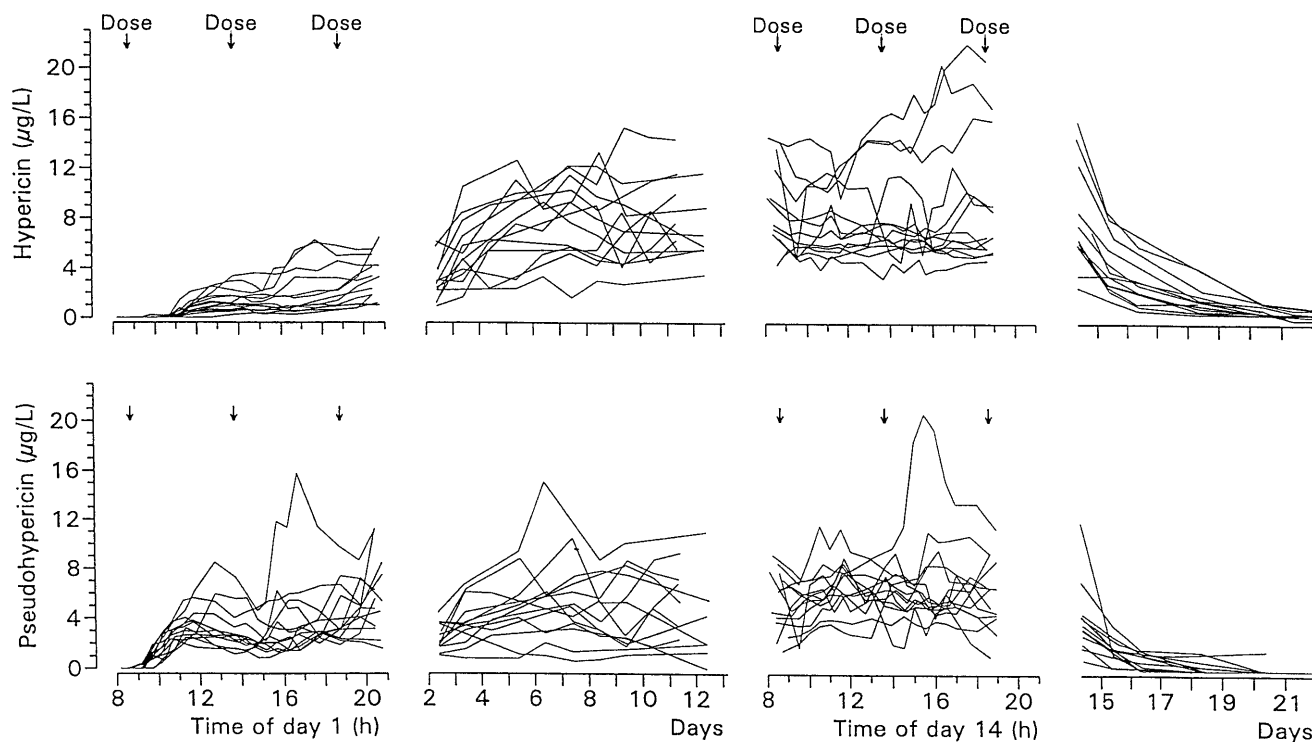 Dose Dose Dose Dose Dose Dose
Hypericin (µg/L)
20
16
12
8
4
0
Pseudohypericin (µg/L)
20
16
12
8
4
0
8 12 16 20 2 4 6 8 10 12 8 12 16 20 15 17 19 21
Time of day 1 (h) Days Time of day 14 (h) Days